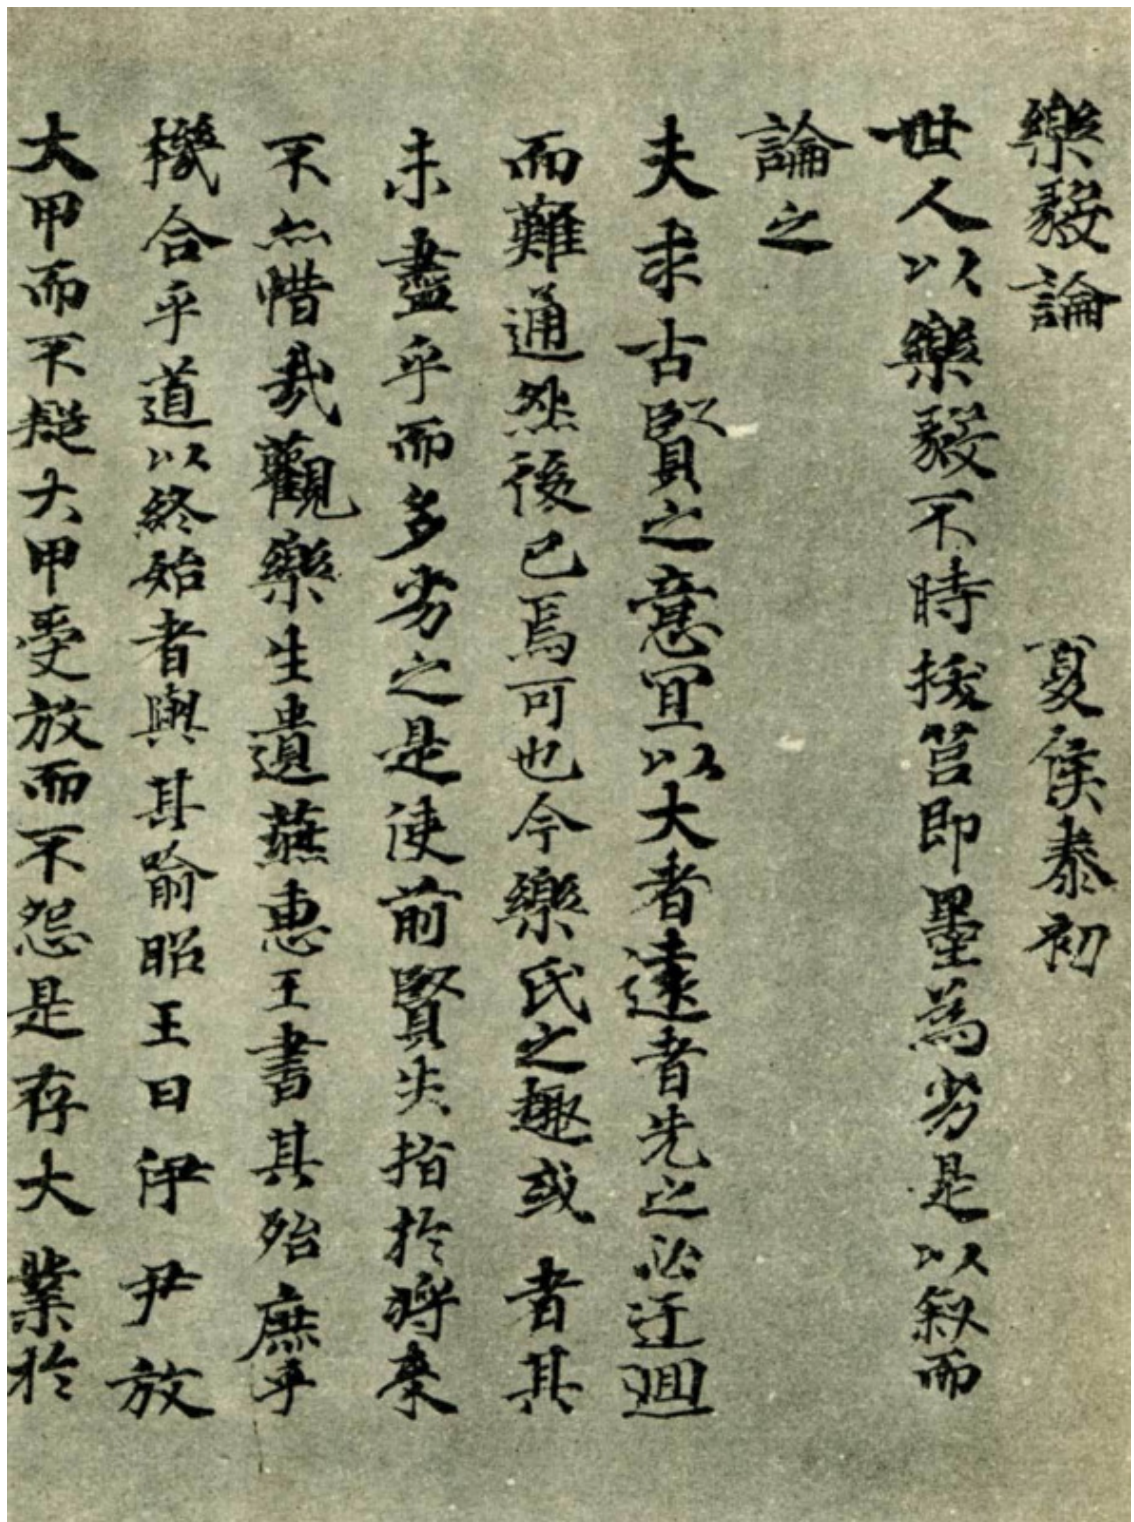 樂毅論　夏侯泰初
世人以樂毅不時拔莒即墨為劣是以叙而
論之
夫求古賢之意宜以大者遠者先之必迂迴
而難通然後已焉可也今樂氏之趣或者其
未盡乎而多劣之是使前賢失指於將來
不亦惜哉觀樂生遺燕惠王書其殆庶乎
機合乎道以終始者與其喻昭王曰伊尹放
大甲而不疑大甲受放而不怨是存大業於